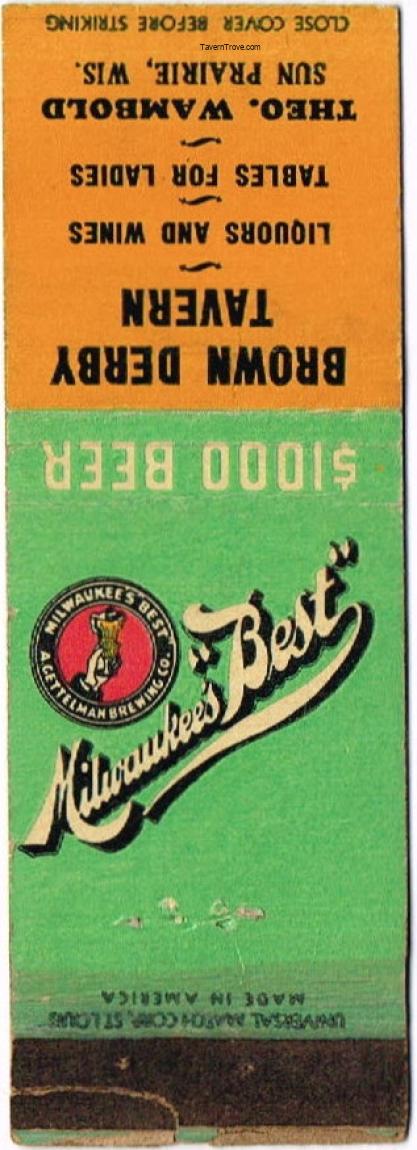 CLOSE COVER BEFORE STRIKING
TavernTrove.com
THEO. WAMBOLD
SUN PRAIRIE, WIS.
TABLES FOR LADIES
LIQUORS AND WINES
BROWN DERBY
TAVERN
$1000 BEER
MILWAUKEE'S "BEST"
A. GETTELMAN BREWING CO.
Milwaukee's "Best"
UNIVERSAL MATCH CORP., ST. LOUIS
MADE IN AMERICA